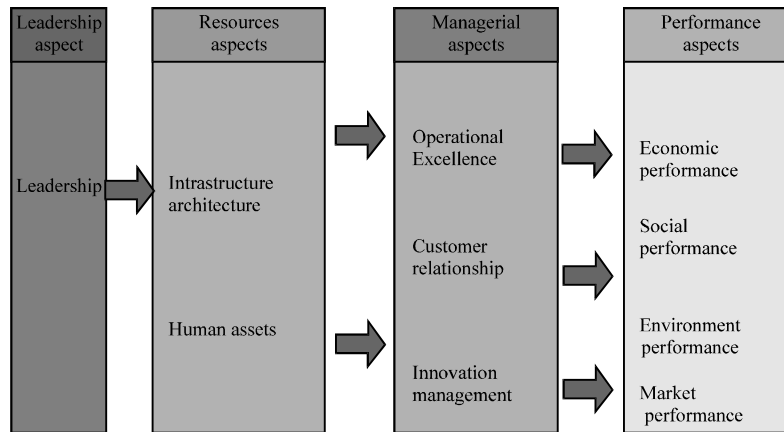 Leadership
aspect
Resources
aspects
Managerial
aspects
Performance
aspects
Leadership
Intrastructure
architecture
Human assets
Operational
Excellence
Customer
relationship
Innovation
management
Economic
performance
Social
performance
Environment
performance
Market
performance